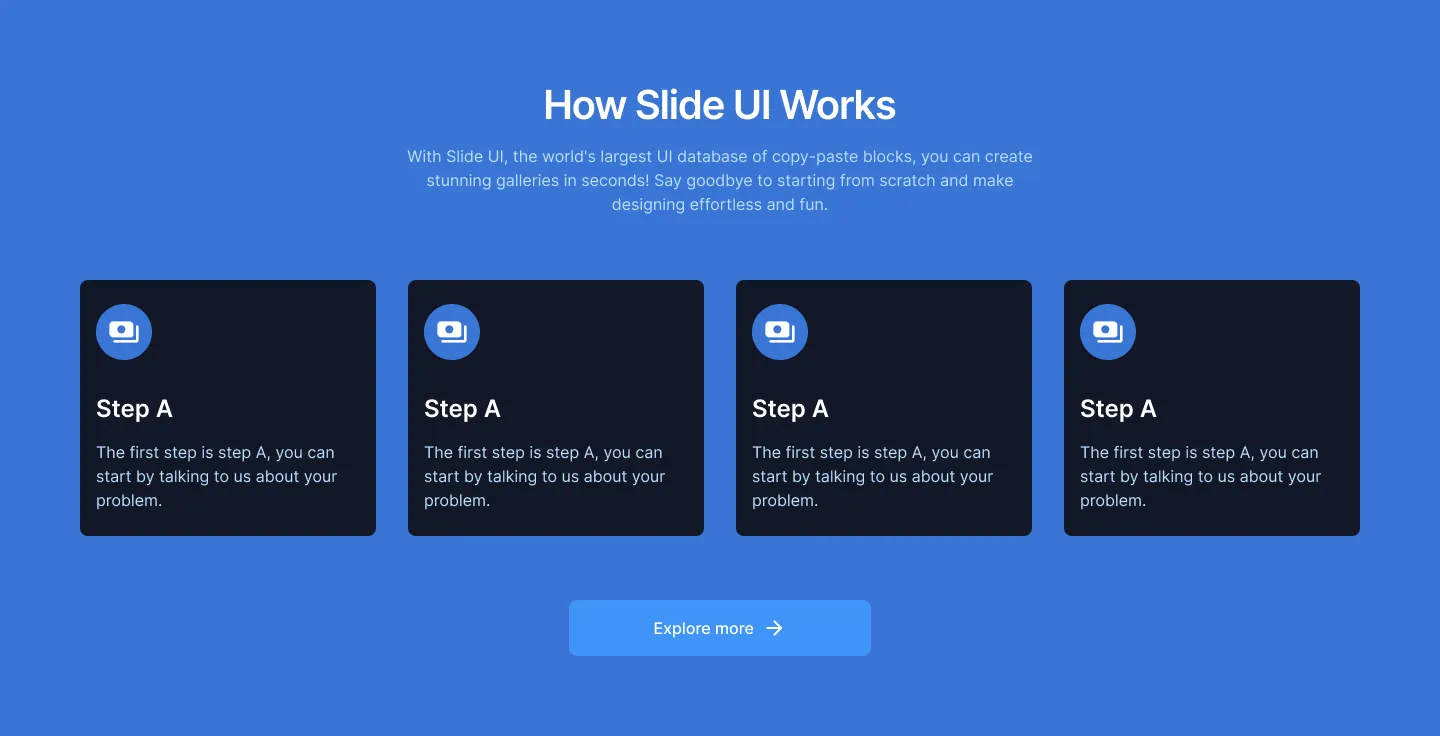 How Slide UI Works
With Slide UI, the world's largest UI database of copy-paste blocks, you can create
stunning galleries in seconds! Say goodbye to starting from scratch and make
designing effortless and fun.
Step A
The first step is step A, you can
start by talking to us about your
problem.
Step A
The first step is step A, you can
start by talking to us about your
problem.
Step A
The first step is step A, you can
start by talking to us about your
problem.
Step A
The first step is step A, you can
start by talking to us about your
problem.
Explore more